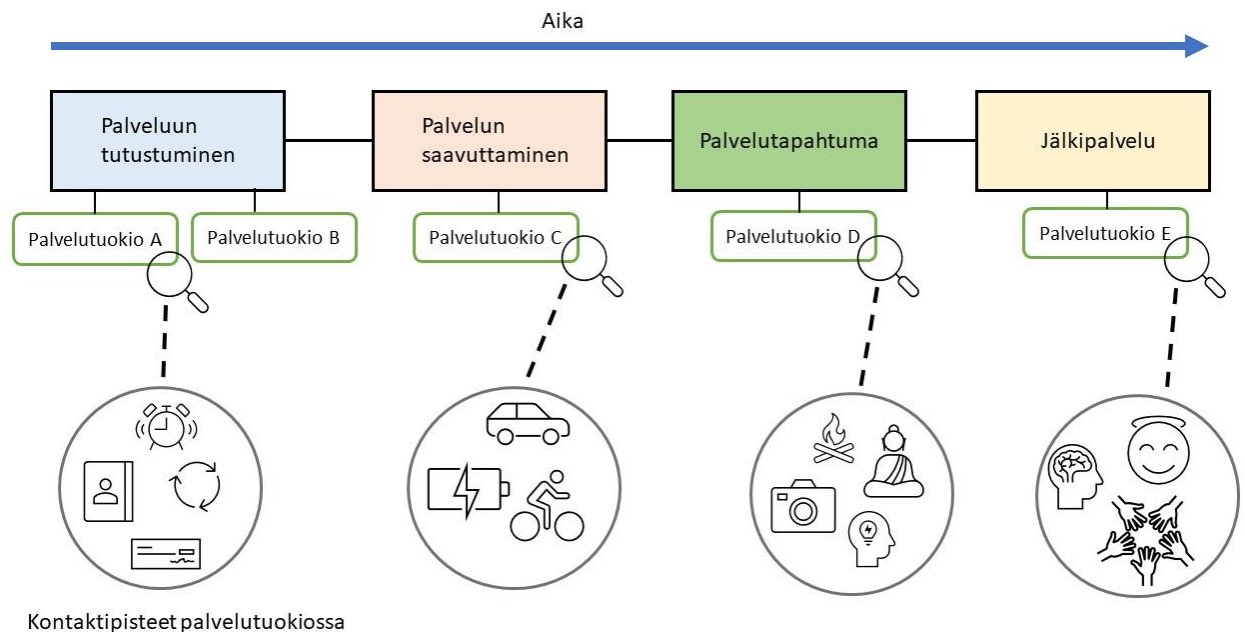 Aika
Palveluun
tutustuminen
Palvelun
saavuttaminen
Palvelutapahtuma
Jälkipalvelu
Palvelutuokio A
Palvelutuokio B
Palvelutuokio C
Palvelutuokio D
Palvelutuokio E
Kontaktipisteet palvelutuokiossa